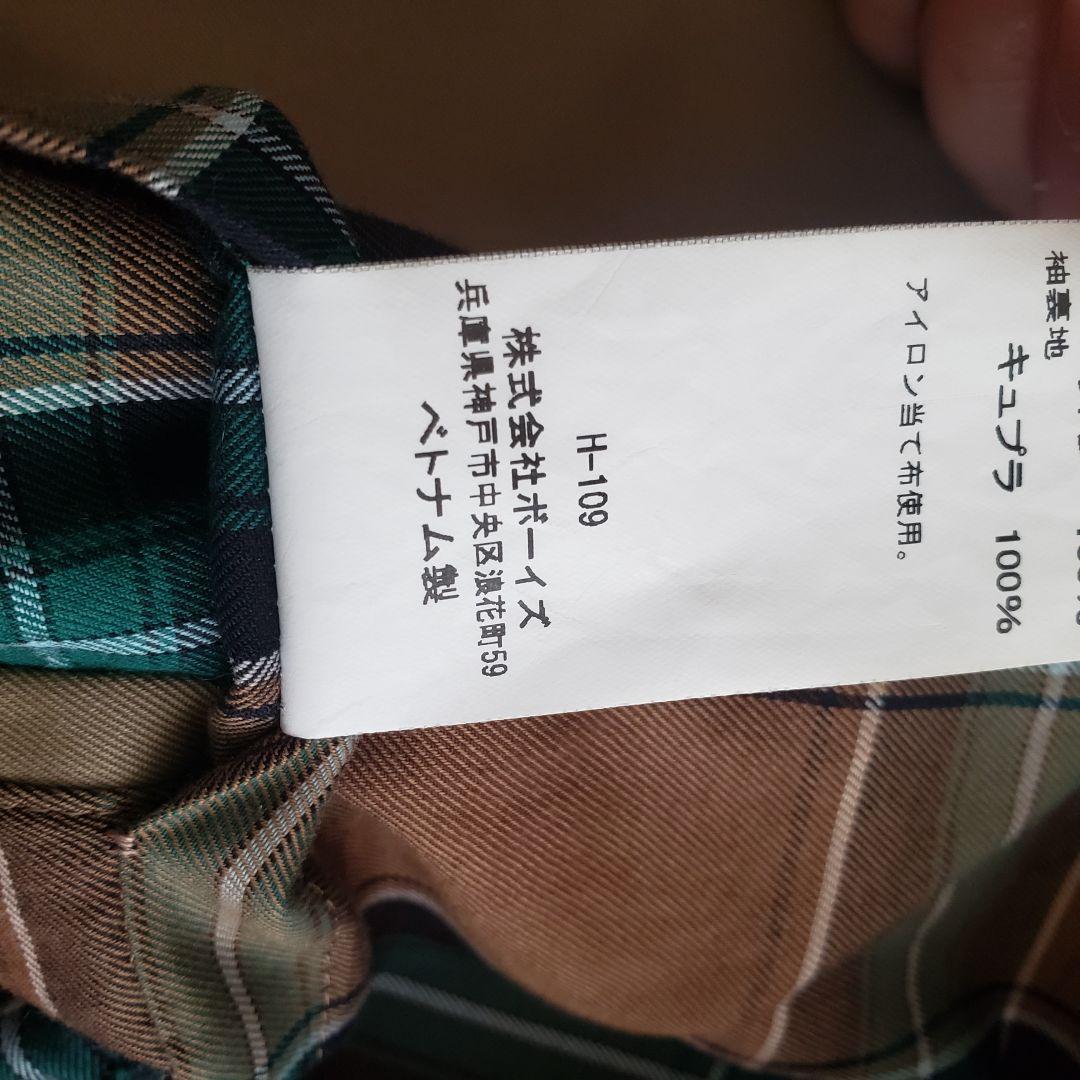 袖裏地
キュプラ 100%
アイロン当て布使用。
H-109
株式会社ボーイズ
兵庫県神戸市中央区浪花町59
ベトナム製